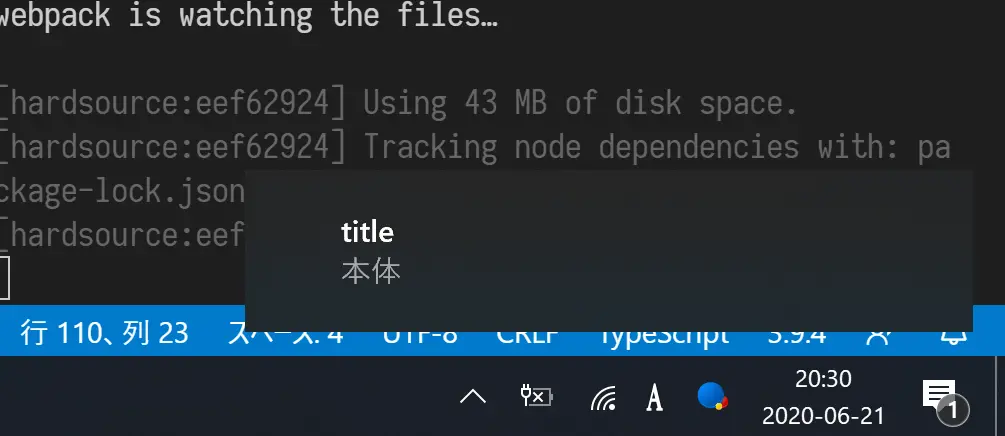 webpack is watching the files…
[hardsource:eef62924] Using 43 MB of disk space.
[hardsource:eef62924] Tracking node dependencies with: pa
ckage-lock.json
[hardsource:eef
title
本体
行 110、列 23 スペース: 4 UTF-8 CRLF TypeScript 3.9.4
A 20:30
2020-06-21
1